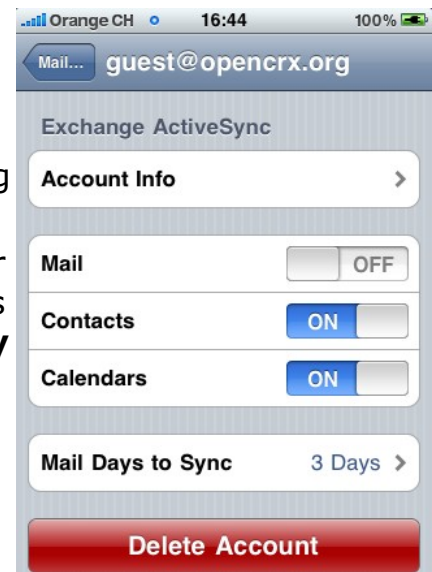 Orange CH 16:44 100%
Mail... guest@opencrx.org
Exchange ActiveSync
Account Info
Mail OFF
Contacts ON
Calendars ON
Mail Days to Sync 3 Days
Delete Account